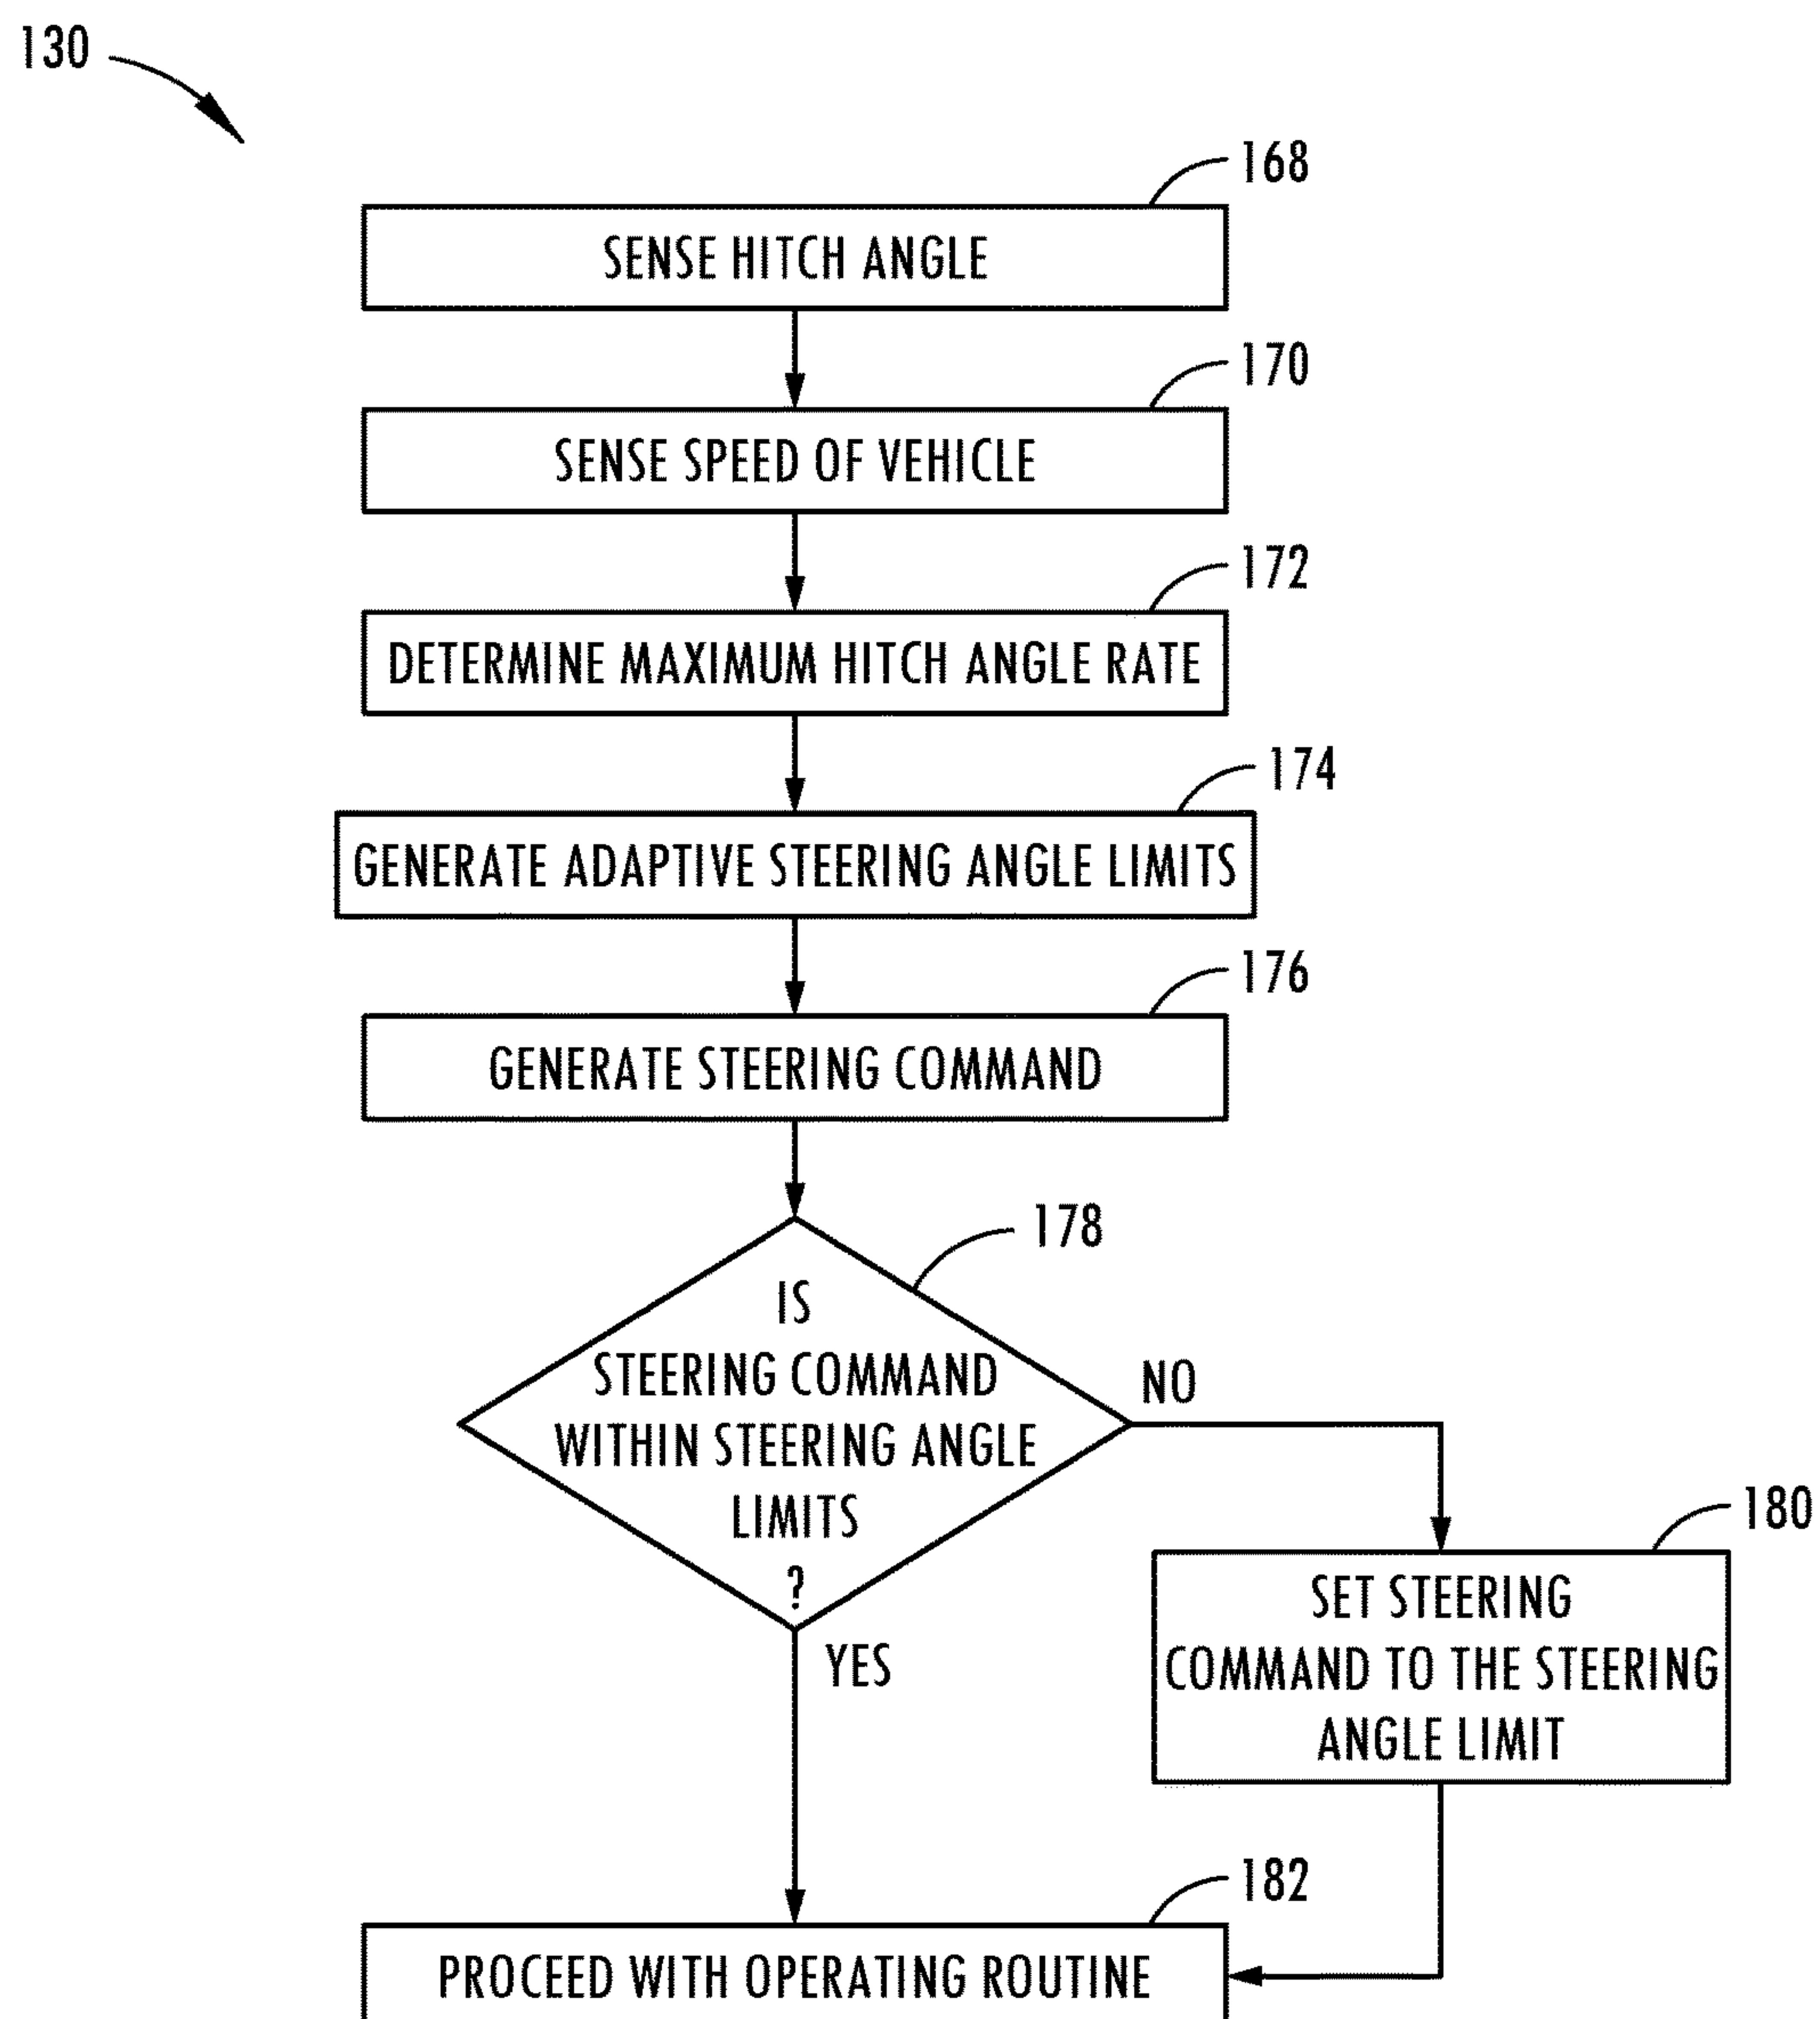 130
168
SENSE HITCH ANGLE
170
SENSE SPEED OF VEHICLE
172
DETERMINE MAXIMUM HITCH ANGLE RATE
174
GENERATE ADAPTIVE STEERING ANGLE LIMITS
176
GENERATE STEERING COMMAND
178
IS
STEERING COMMAND
WITHIN STEERING ANGLE
LIMITS
?
NO
YES
180
SET STEERING
COMMAND TO THE STEERING
ANGLE LIMIT
182
PROCEED WITH OPERATING ROUTINE